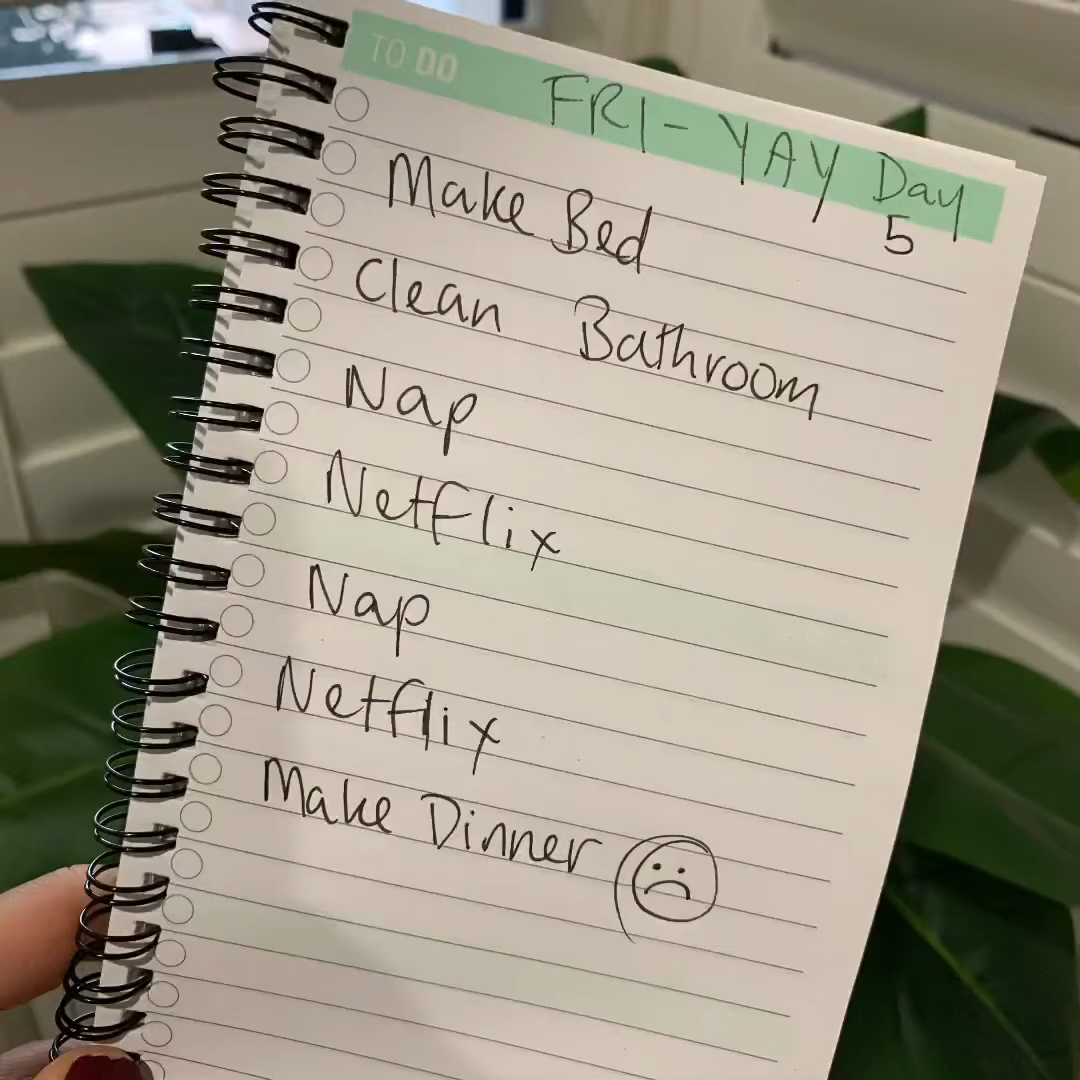 TO DO
FRI-YAY Day
5
Make Bed
Clean Bathroom
Nap
Netflix
Nap
Netflix
Make Dinner